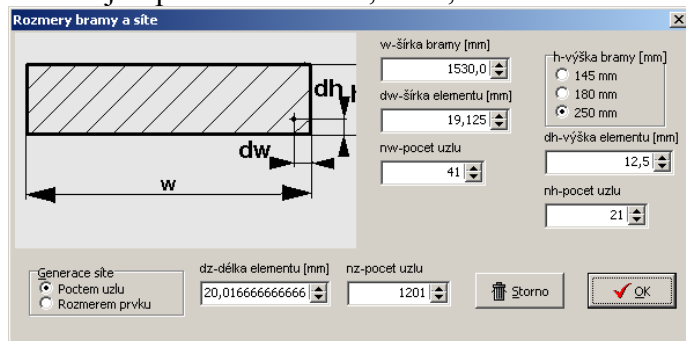 Rozmery bramy a síte
dh
dw
w
w-šírka bramy [mm]
1530,0
dw-šírka elementu [mm]
19,125
nw-pocet uzlu
41
h-výška bramy [mm]
145 mm
180 mm
250 mm
dh-výška elementu [mm]
12,5
nh-pocet uzlu
21
Generace síte
Poctem uzlu
Rozmerem prvku
dz-délka elementu [mm]
20,016666666666
nz-pocet uzlu
1201
Storno
OK